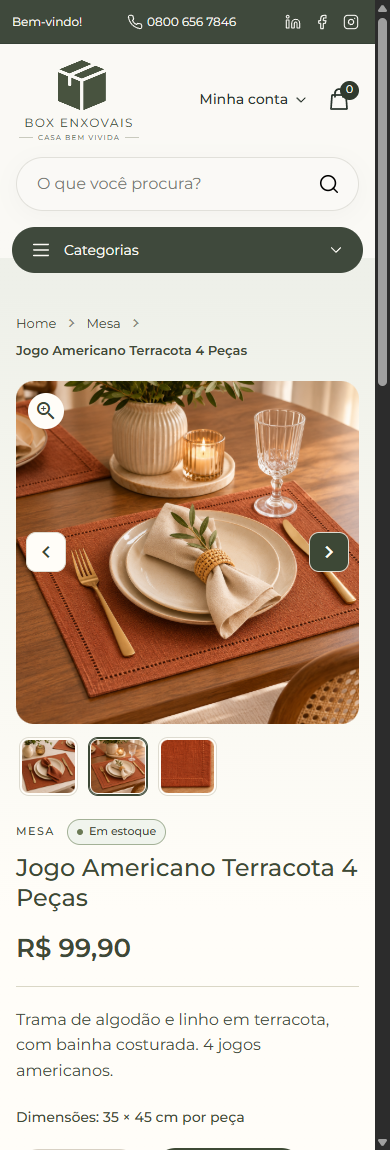 Bem-vindo!
0800 656 7846
BOX ENXOVAIS
CASA BEM VIVIDA
Minha conta
0
O que você procura?
Categorias
Home > Mesa >
Jogo Americano Terracota 4 Peças
MESA
Em estoque
Jogo Americano Terracota 4
Peças
R$ 99,90
Trama de algodão e linho em terracota,
com bainha costurada. 4 jogos
americanos.
Dimensões: 35 × 45 cm por peça